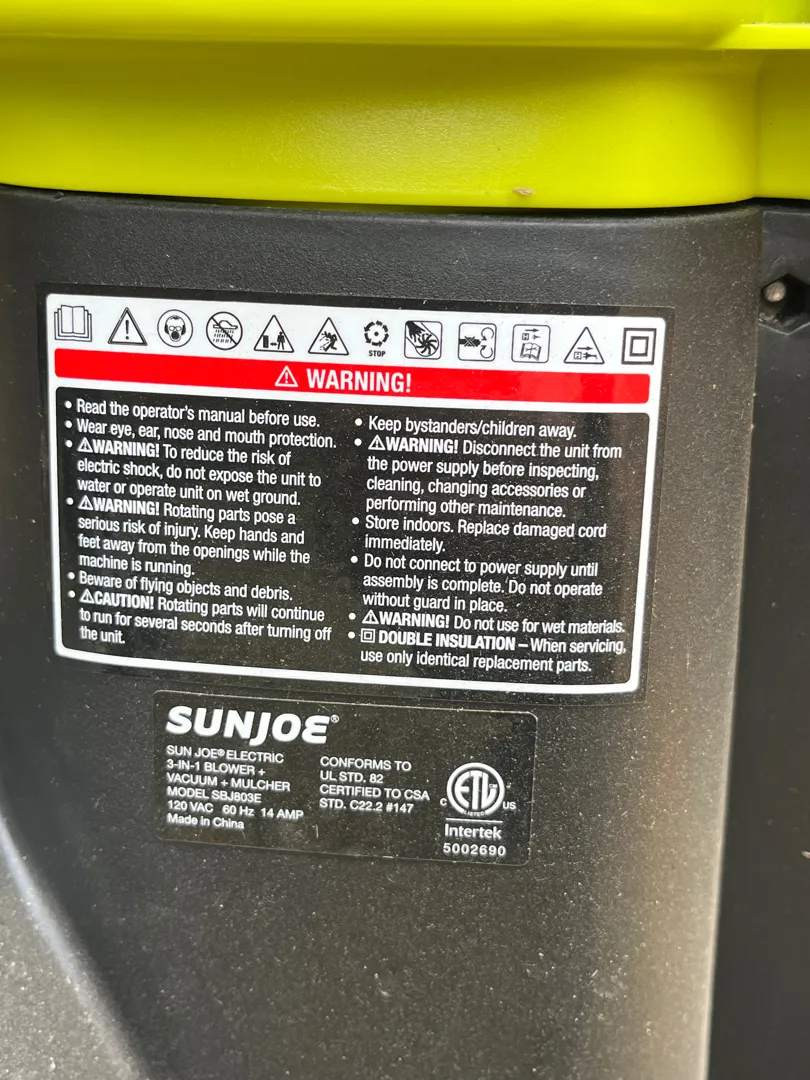 STOP
⚠ WARNING!
• Read the operator's manual before use.
• Wear eye, ear, nose and mouth protection.
• ⚠WARNING! To reduce the risk of
electric shock, do not expose the unit to
water or operate unit on wet ground.
• ⚠WARNING! Rotating parts pose a
serious risk of injury. Keep hands and
feet away from the openings while the
machine is running.
• Beware of flying objects and debris.
• ⚠CAUTION! Rotating parts will continue
to run for several seconds after turning off
the unit.
• Keep bystanders/children away.
• ⚠WARNING! Disconnect the unit from
the power supply before inspecting,
cleaning, changing accessories or
performing other maintenance.
• Store indoors. Replace damaged cord
immediately.
• Do not connect to power supply until
assembly is complete. Do not operate
without guard in place.
• ⚠WARNING! Do not use for wet materials.
• DOUBLE INSULATION – When servicing,
use only identical replacement parts.
SUNJOE®
SUN JOE® ELECTRIC
3-IN-1 BLOWER +
VACUUM + MULCHER
MODEL SBJ803E
120 VAC 60 Hz 14 AMP
Made in China
CONFORMS TO
UL STD. 82
CERTIFIED TO CSA
STD. C22.2 #147
ETL
LISTED
C US
Intertek
5002690